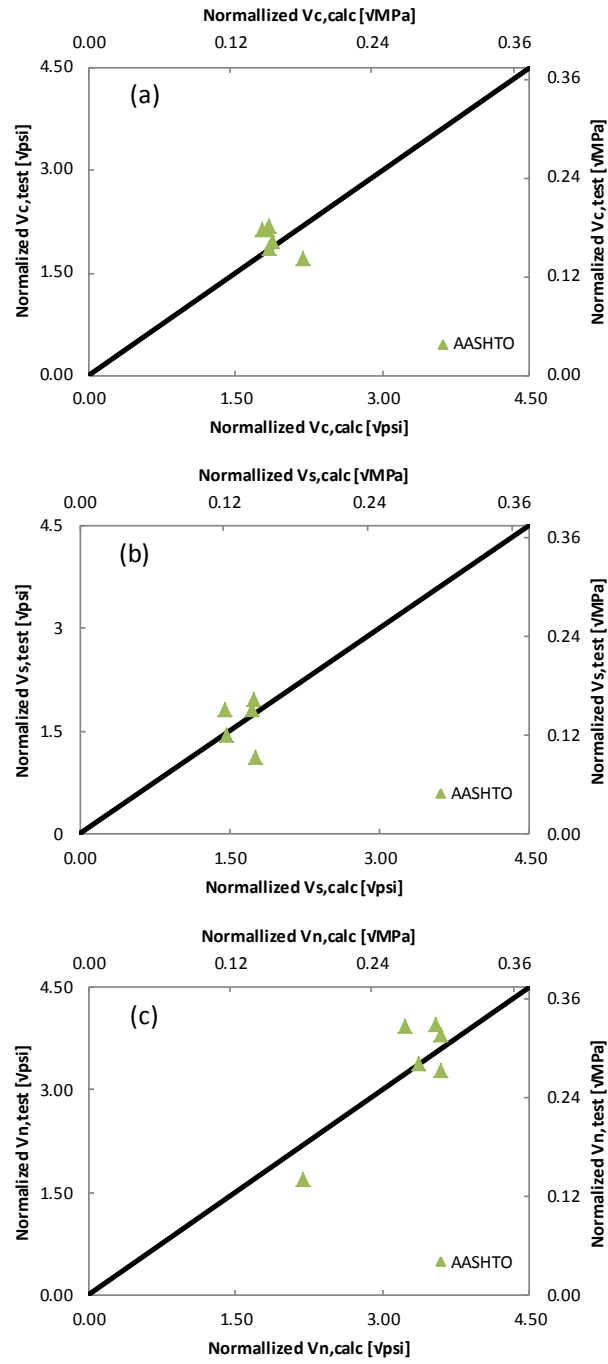 Normallized Vc,calc [√MPa]
0.00 0.12 0.24 0.36
4.50 3.00 1.50 0.00
Normalized Vc,test [√psi]
(a)
AASHTO
0.36 0.24 0.12 0.00
Normalized Vc,test [√MPa]
0.00 1.50 3.00 4.50
Normallized Vc,calc [√psi]
Normallized Vs,calc [√MPa]
0.00 0.12 0.24 0.36
4.5 3 1.5 0
Normalized Vs,test [√psi]
(b)
AASHTO
0.36 0.24 0.12 0.00
Normalized Vs,test [√MPa]
0.00 1.50 3.00 4.50
Normallized Vs,calc [√psi]
Normallized Vn,calc [√MPa]
0.00 0.12 0.24 0.36
4.50 3.00 1.50 0.00
Normalized Vn,test [√psi]
(c)
AASHTO
0.36 0.24 0.12 0.00
Normalized Vn,test [√MPa]
0.00 1.50 3.00 4.50
Normallized Vn,calc [√psi]